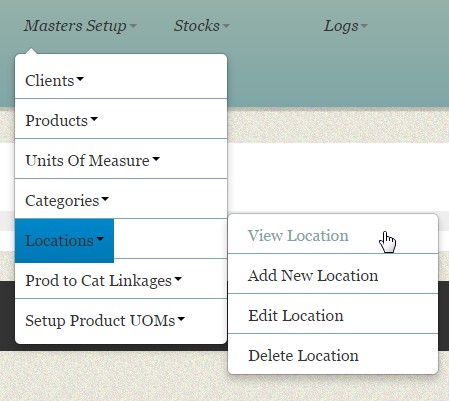 Masters Setup Stocks Logs
Clients
Products
Units Of Measure
Categories
Locations
View Location
Prod to Cat Linkages
Add New Location
Setup Product UOMs
Edit Location
Delete Location